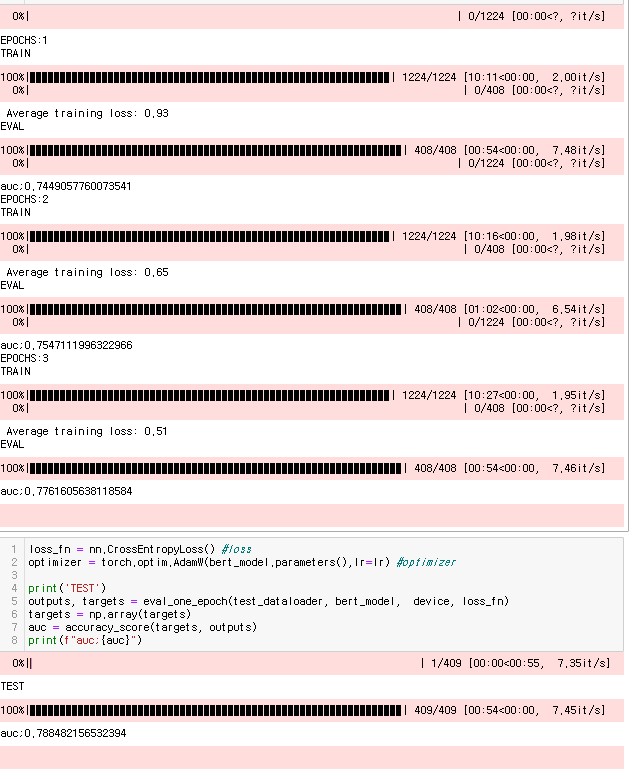 0%| | 0/1224 [00:00<?, ?it/s]
EPOCHS:1
TRAIN
100%|██████████| 1224/1224 [10:11<00:00, 2.00it/s]
0%| | 0/408 [00:00<?, ?it/s]
Average training loss: 0.93
EVAL
100%|██████████| 408/408 [00:54<00:00, 7.48it/s]
0%| | 0/1224 [00:00<?, ?it/s]
auc;0.7449057760073541
EPOCHS:2
TRAIN
100%|██████████| 1224/1224 [10:16<00:00, 1.98it/s]
0%| | 0/408 [00:00<?, ?it/s]
Average training loss: 0.65
EVAL
100%|██████████| 408/408 [01:02<00:00, 6.54it/s]
0%| | 0/1224 [00:00<?, ?it/s]
auc;0.7547111996322966
EPOCHS:3
TRAIN
100%|██████████| 1224/1224 [10:27<00:00, 1.95it/s]
0%| | 0/408 [00:00<?, ?it/s]
Average training loss: 0.51
EVAL
100%|██████████| 408/408 [00:54<00:00, 7.46it/s]
auc;0.7761605638118584
1 loss_fn = nn.CrossEntropyLoss() #loss
2 optimizer = torch.optim.AdamW(bert_model.parameters(),lr=lr) #optimizer
3
4 print('TEST')
5 outputs, targets = eval_one_epoch(test_dataloader, bert_model, device, loss_fn)
6 targets = np.array(targets)
7 auc = accuracy_score(targets, outputs)
8 print(f"auc;{auc}")
0%|| | 1/409 [00:00<00:55, 7.35it/s]
TEST
100%|██████████| 409/409 [00:54<00:00, 7.45it/s]
auc;0.788482156532394